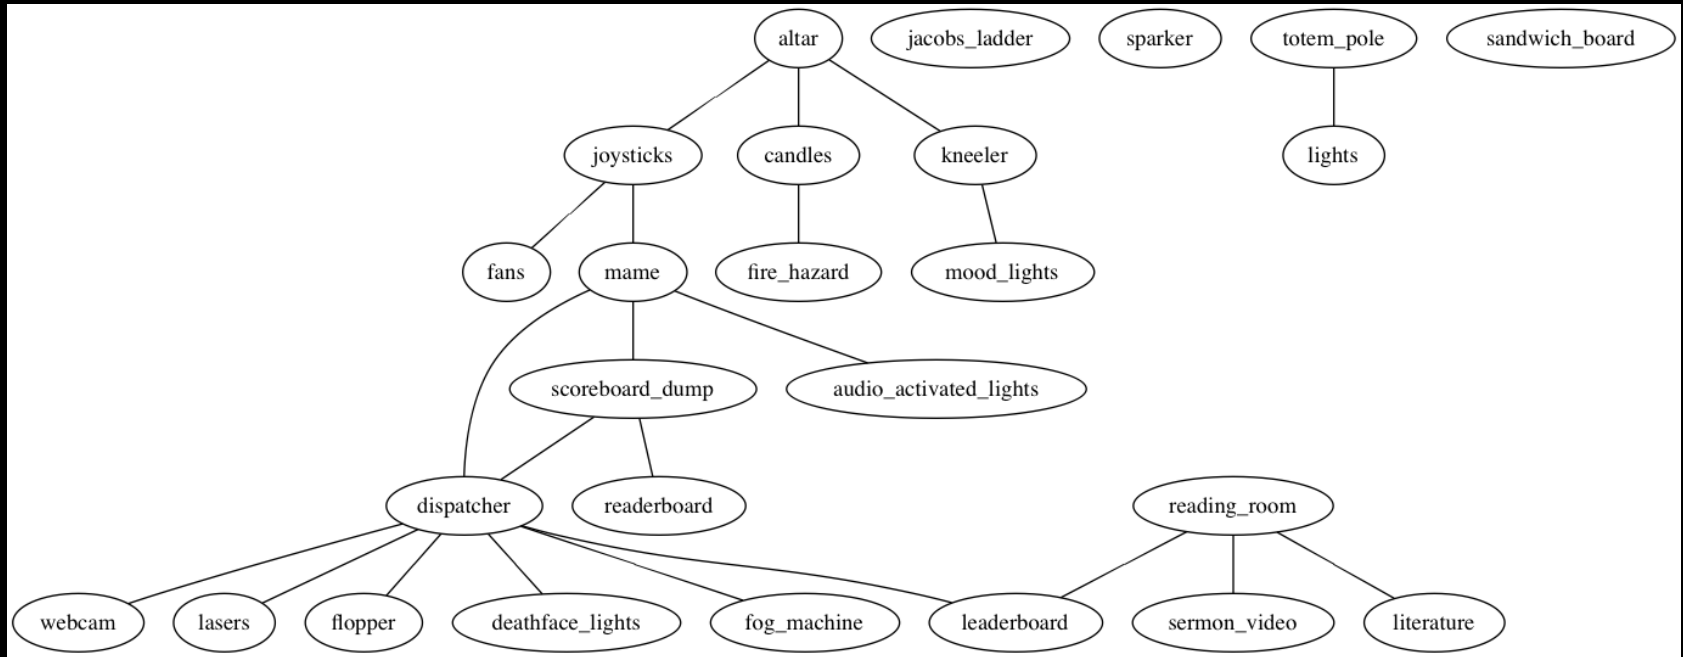 altar
jacobs_ladder
sparker
totem_pole
sandwich_board
joysticks
candles
kneeler
lights
fans
mame
fire_hazard
mood_lights
scoreboard_dump
audio_activated_lights
dispatcher
readerboard
reading_room
webcam
lasers
flopper
deathface_lights
fog_machine
leaderboard
sermon_video
literature